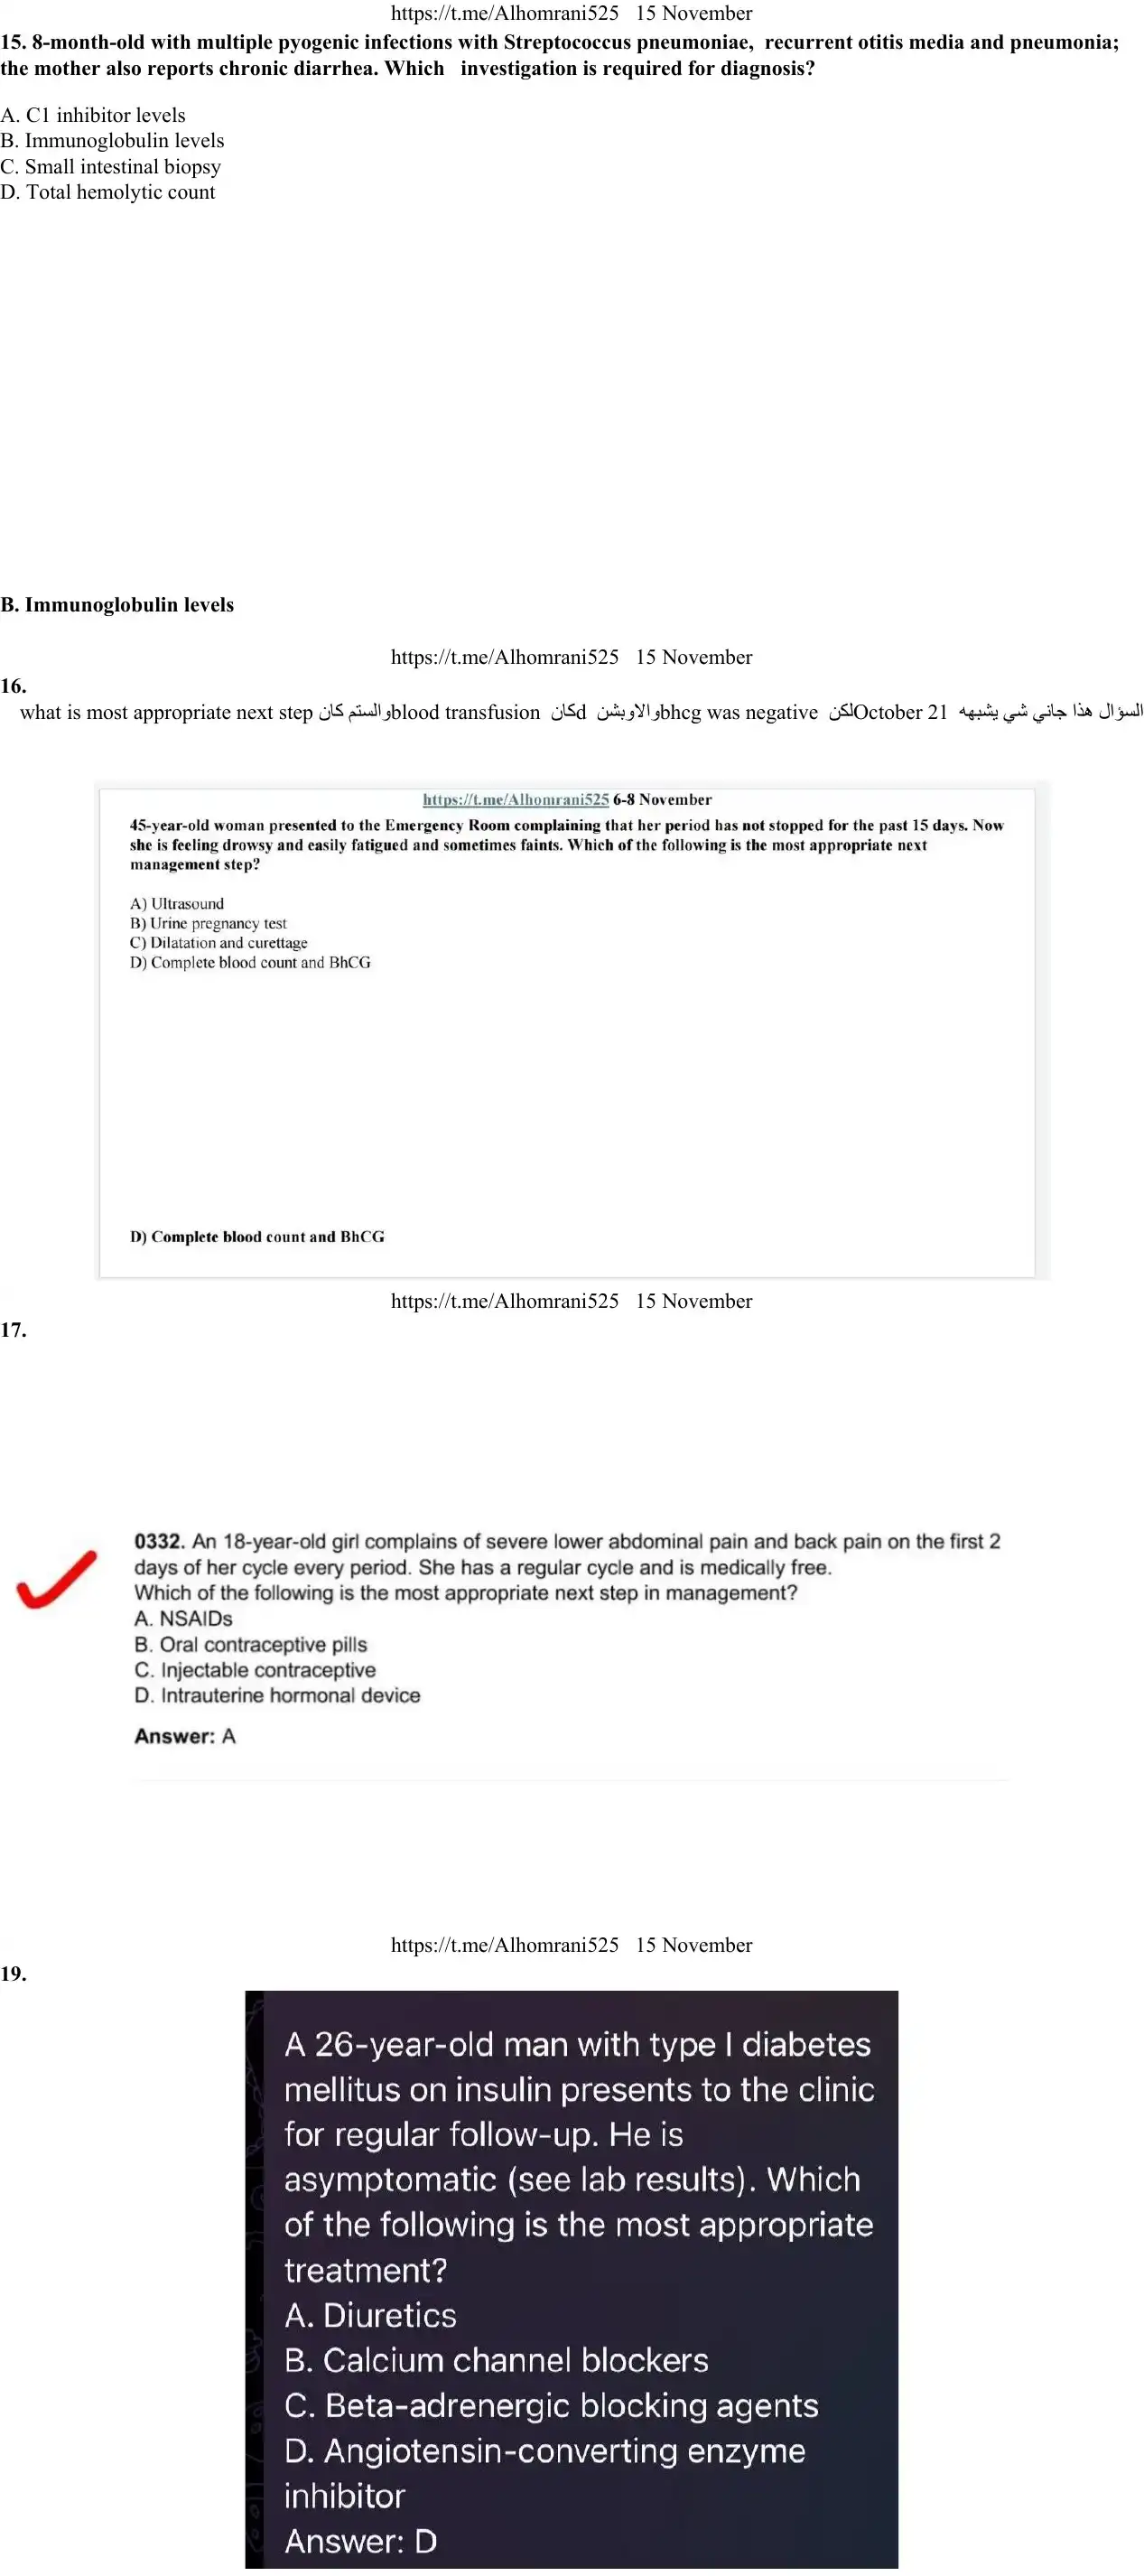 https://t.me/Alhomrani525 15 November
15. 8-month-old with multiple pyogenic infections with Streptococcus pneumoniae, recurrent otitis media and pneumonia;
the mother also reports chronic diarrhea. Which investigation is required for diagnosis?
A. C1 inhibitor levels
B. Immunoglobulin levels
C. Small intestinal biopsy
D. Total hemolytic count
B. Immunoglobulin levels
https://t.me/Alhomrani525 15 November
16.
السؤال هذا جاني شي يشبهه October 21 لكن bhcg was negative والاوبشن d كان blood transfusion والستم كان what is most appropriate next step
https://t.me/Alhomrani525 6-8 November
45-year-old woman presented to the Emergency Room complaining that her period has not stopped for the past 15 days. Now
she is feeling drowsy and easily fatigued and sometimes faints. Which of the following is the most appropriate next
management step?
A) Ultrasound
B) Urine pregnancy test
C) Dilatation and curettage
D) Complete blood count and BhCG
D) Complete blood count and BhCG
https://t.me/Alhomrani525 15 November
17.
0332. An 18-year-old girl complains of severe lower abdominal pain and back pain on the first 2
days of her cycle every period. She has a regular cycle and is medically free.
Which of the following is the most appropriate next step in management?
A. NSAIDs
B. Oral contraceptive pills
C. Injectable contraceptive
D. Intrauterine hormonal device
Answer: A
https://t.me/Alhomrani525 15 November
19.
A 26-year-old man with type I diabetes
mellitus on insulin presents to the clinic
for regular follow-up. He is
asymptomatic (see lab results). Which
of the following is the most appropriate
treatment?
A. Diuretics
B. Calcium channel blockers
C. Beta-adrenergic blocking agents
D. Angiotensin-converting enzyme
inhibitor
Answer: D